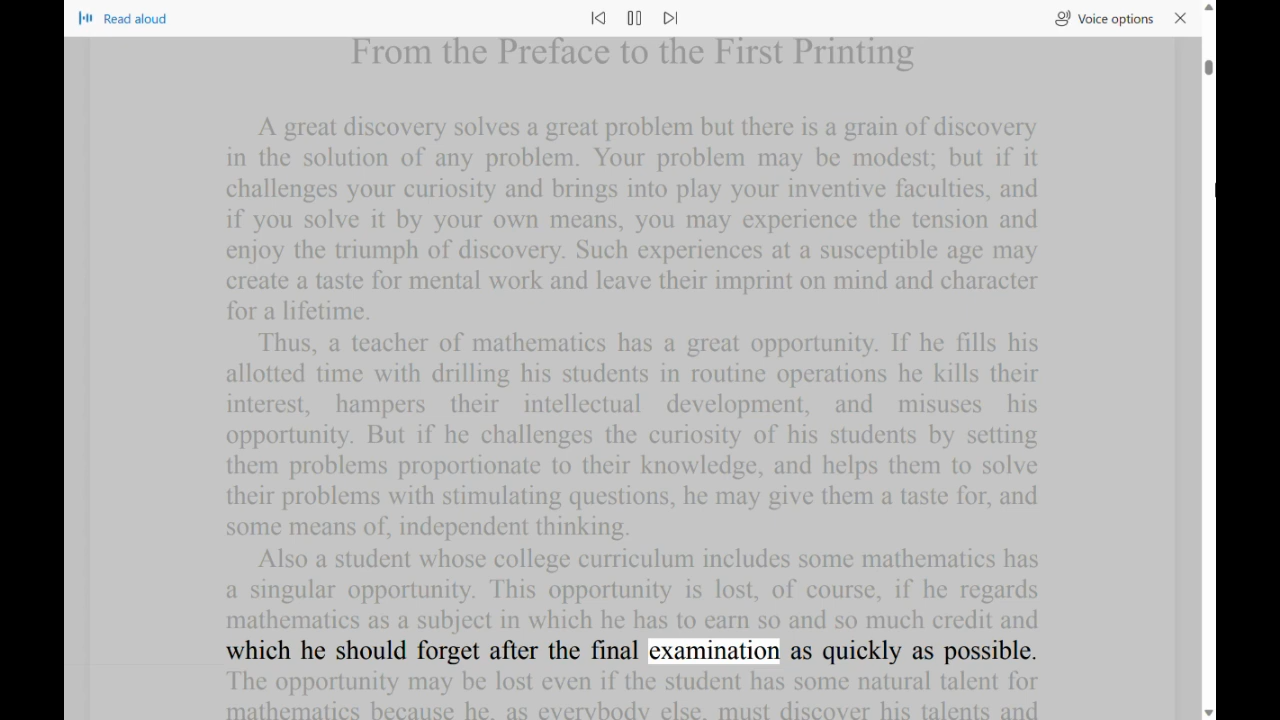 Read aloud
Voice options
From the Preface to the First Printing
A great discovery solves a great problem but there is a grain of discovery
in the solution of any problem. Your problem may be modest; but if it
challenges your curiosity and brings into play your inventive faculties, and
if you solve it by your own means, you may experience the tension and
enjoy the triumph of discovery. Such experiences at a susceptible age may
create a taste for mental work and leave their imprint on mind and character
for a lifetime.
Thus, a teacher of mathematics has a great opportunity. If he fills his
allotted time with drilling his students in routine operations he kills their
interest, hampers their intellectual development, and misuses his
opportunity. But if he challenges the curiosity of his students by setting
them problems proportionate to their knowledge, and helps them to solve
their problems with stimulating questions, he may give them a taste for, and
some means of, independent thinking.
Also a student whose college curriculum includes some mathematics has
a singular opportunity. This opportunity is lost, of course, if he regards
mathematics as a subject in which he has to earn so and so much credit and
which he should forget after the final examination as quickly as possible.
The opportunity may be lost even if the student has some natural talent for
mathematics because he, as everybody else, must discover his talents and